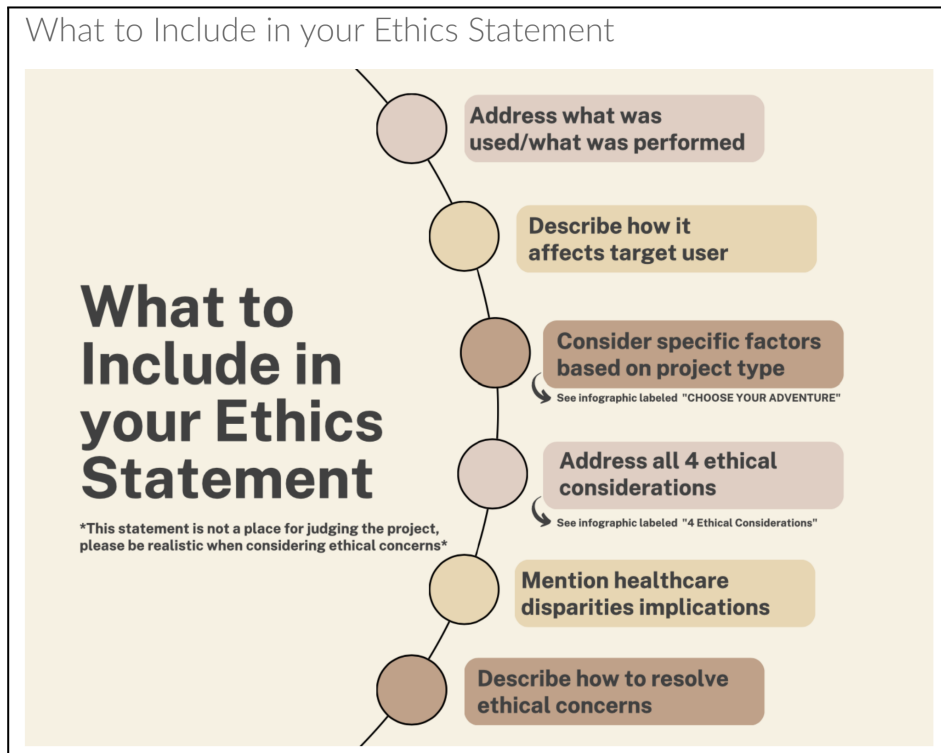 What to Include in your Ethics Statement
What to
Include in
your Ethics
Statement
*This statement is not a place for judging the project,
please be realistic when considering ethical concerns*
Address what was
used/what was performed
Describe how it
affects target user
Consider specific factors
based on project type
See infographic labeled "CHOOSE YOUR ADVENTURE"
Address all 4 ethical
considerations
See infographic labeled "4 Ethical Considerations"
Mention healthcare
disparities implications
Describe how to resolve
ethical concerns